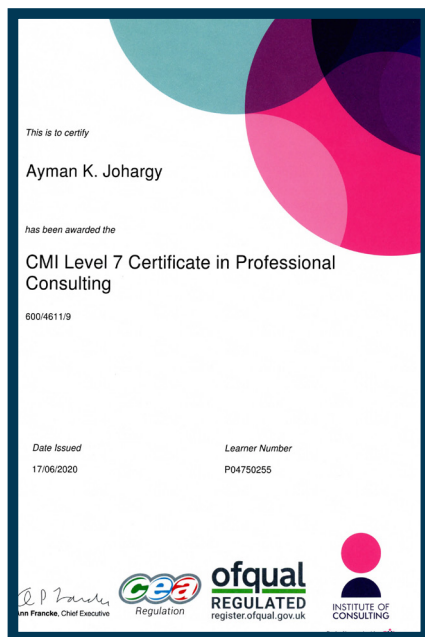 This is to certify
Ayman K. Johargy
has been awarded the
CMI Level 7 Certificate in Professional
Consulting
600/4611/9
Date Issued
Learner Number
17/06/2020
P04750255
Ann Francke, Chief Executive
cea
Regulation
ofqual
REGULATED
register.ofqual.gov.uk
INSTITUTE OF
CONSULTING